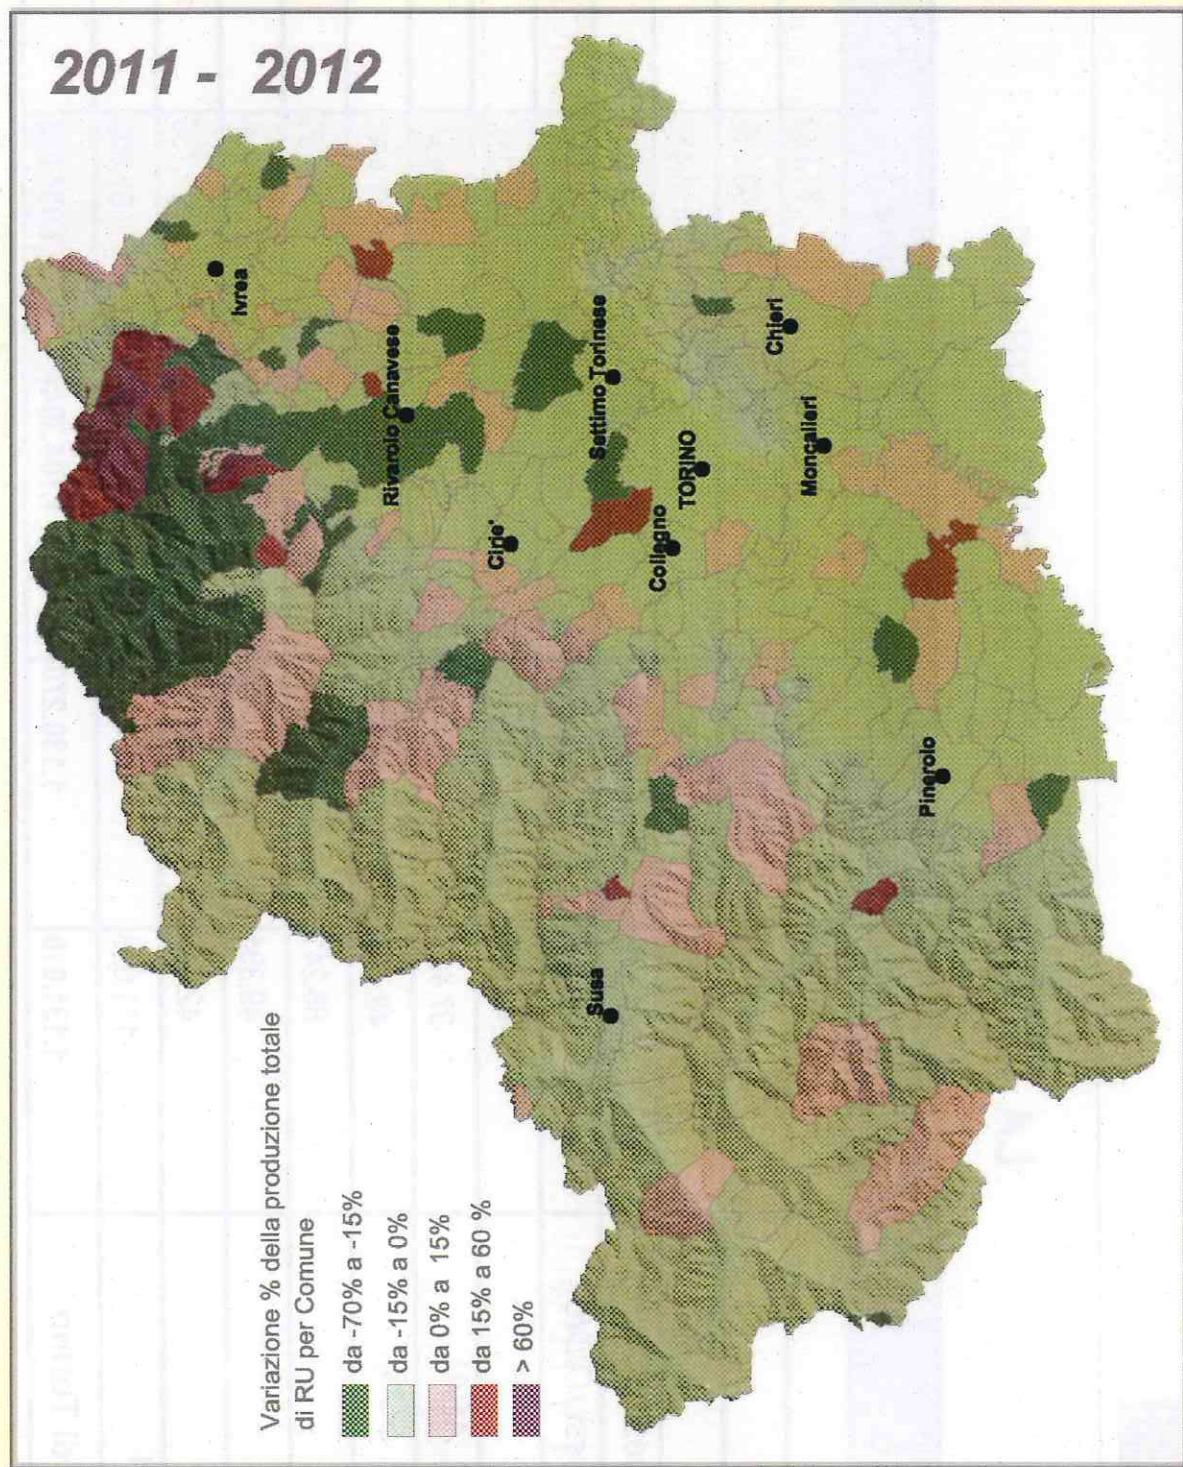 2011 - 2012
Ivrea
Rivarolo Canavese
Settimo Torinese
Chieri
Cirie'
TORINO
Moncalieri
Collegno
Pinerolo
Susa
Variazione % della produzione totale
di RU per Comune
da -70% a -15%
da -15% a 0%
da 0% a 15%
da 15% a 60 %
> 60%